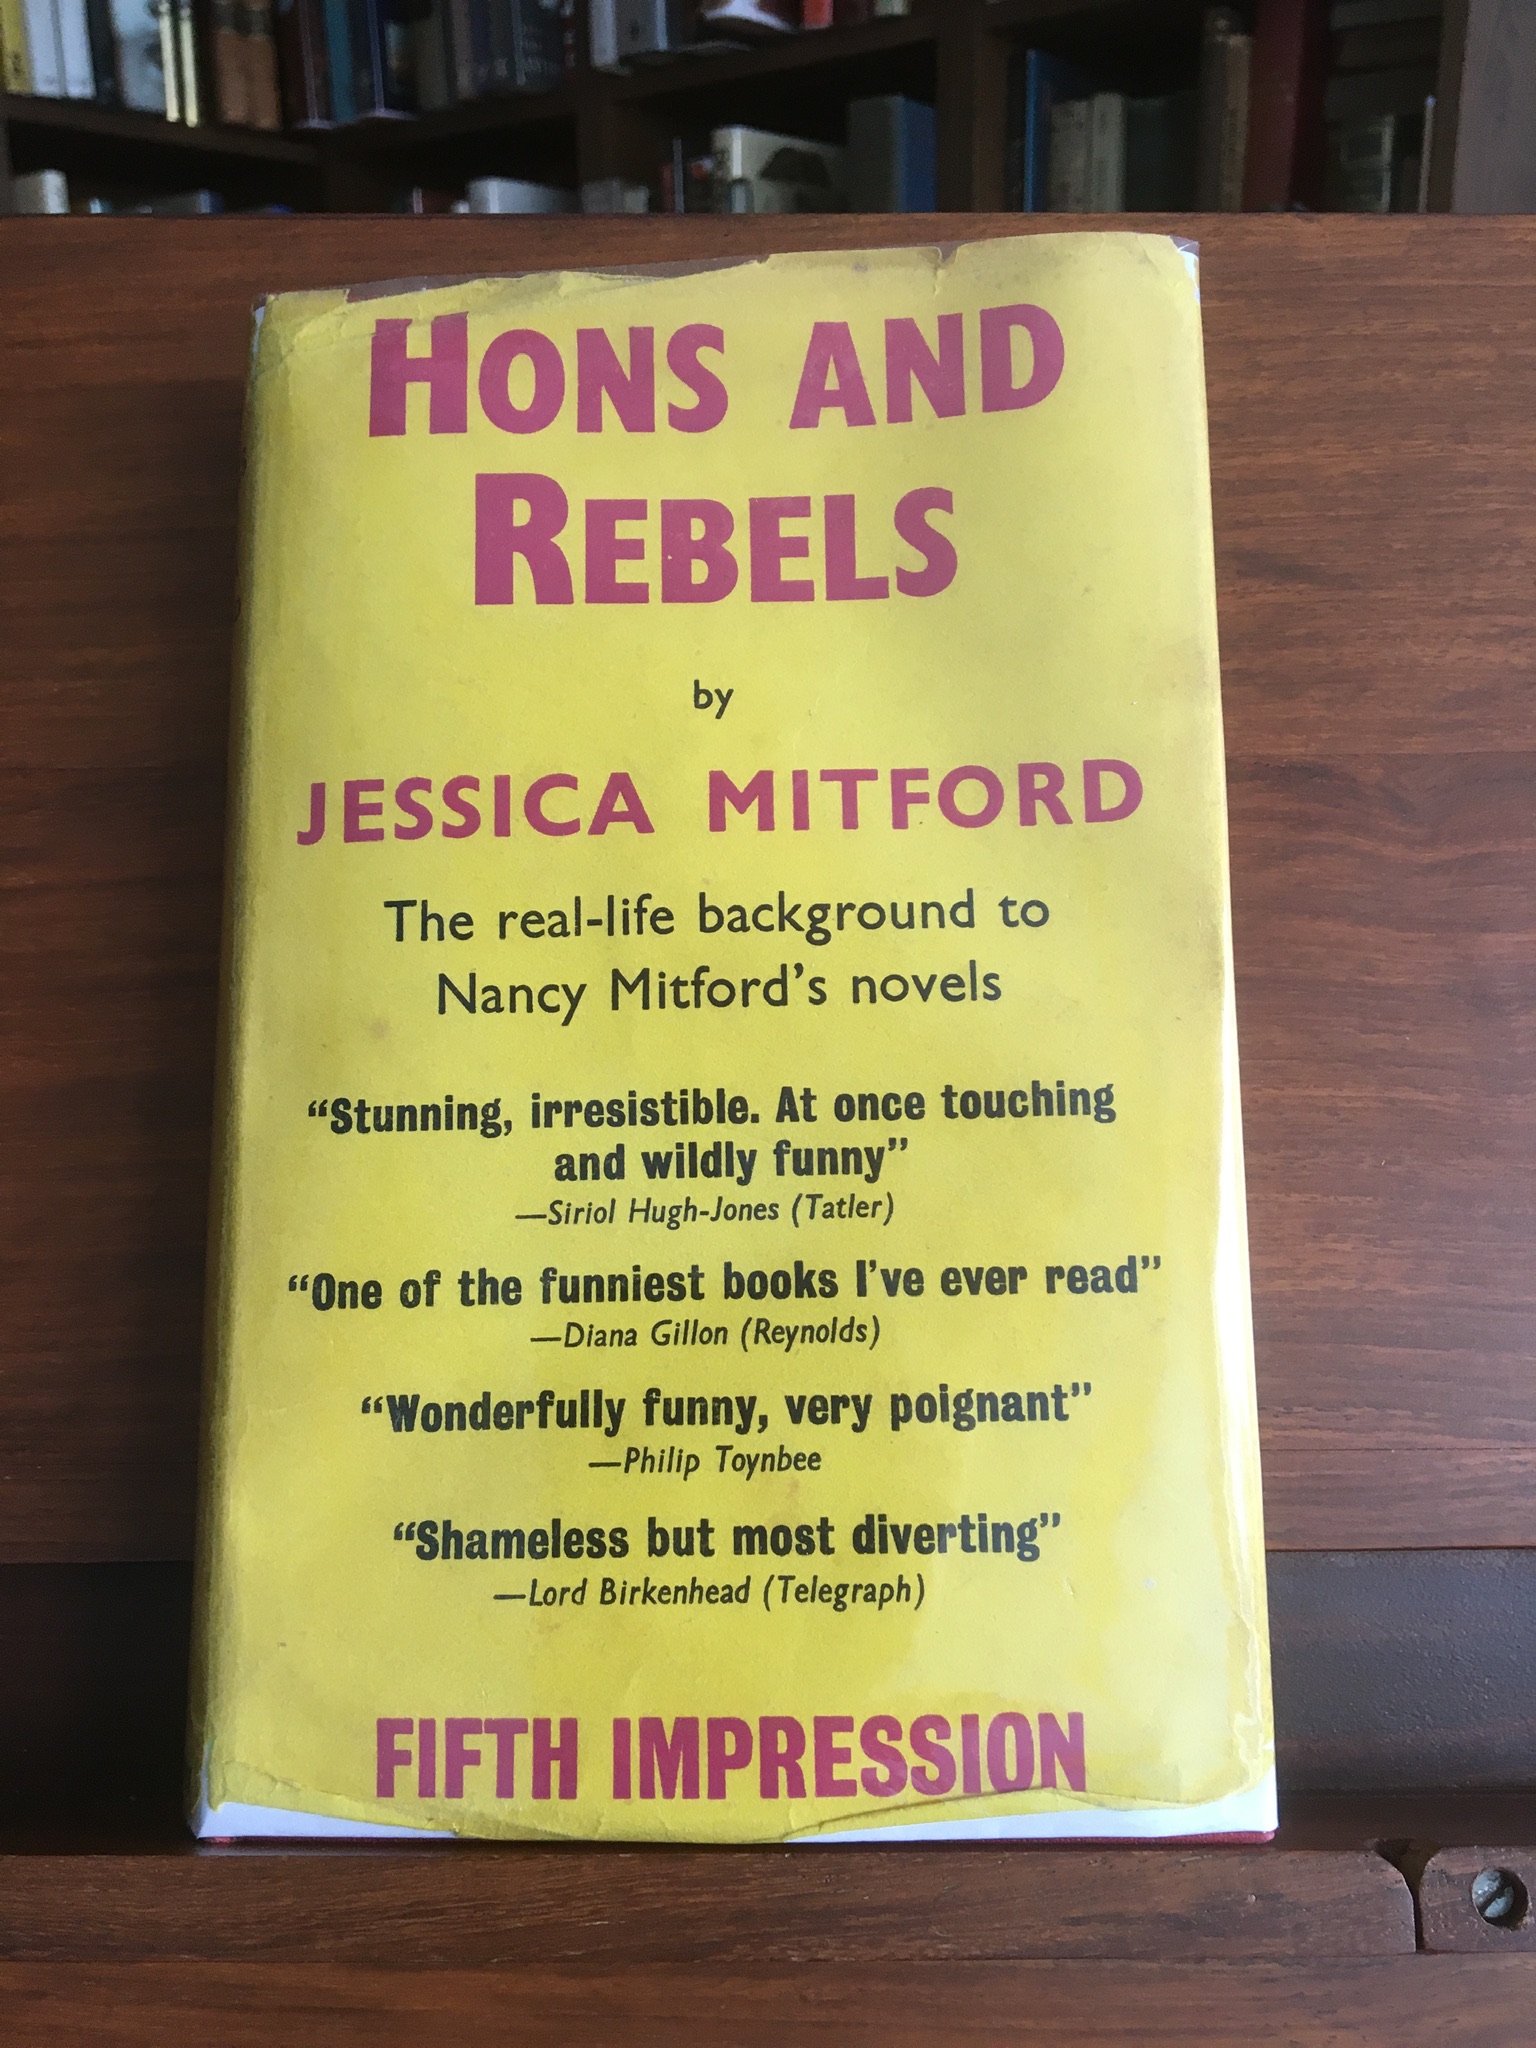 HONS AND
REBELS
by
JESSICA MITFORD
The real-life background to
Nancy Mitford's novels
“Stunning, irresistible. At once touching
and wildly funny”
—Siriol Hugh-Jones (Tatler)
“One of the funniest books I've ever read”
—Diana Gillon (Reynolds)
“Wonderfully funny, very poignant”
—Philip Toynbee
“Shameless but most diverting”
—Lord Birkenhead (Telegraph)
FIFTH IMPRESSION